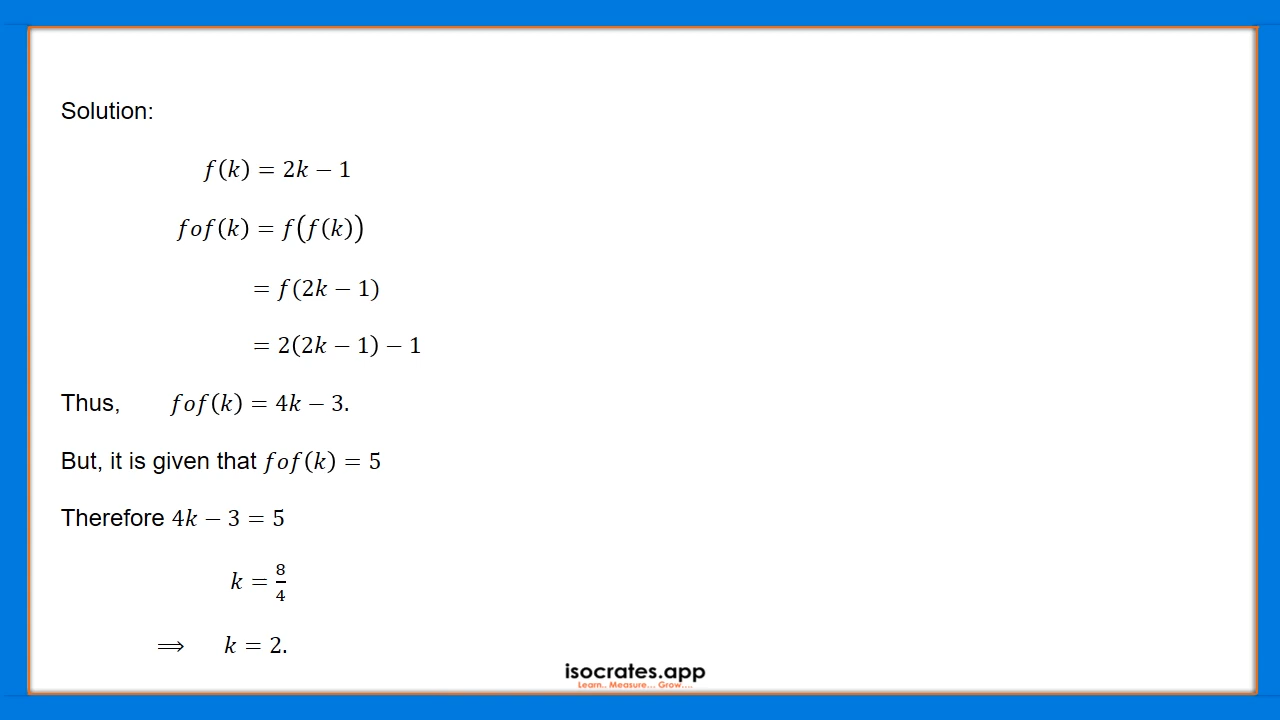 Solution:
f(k) = 2k − 1
fof(k) = f(f(k))
= f(2k − 1)
= 2(2k − 1) − 1
Thus, fof(k) = 4k − 3.
But, it is given that fof(k) = 5
Therefore 4k − 3 = 5
k = 8/4
⟹ k = 2.
isocrates.app
Learn.. Measure... Grow....